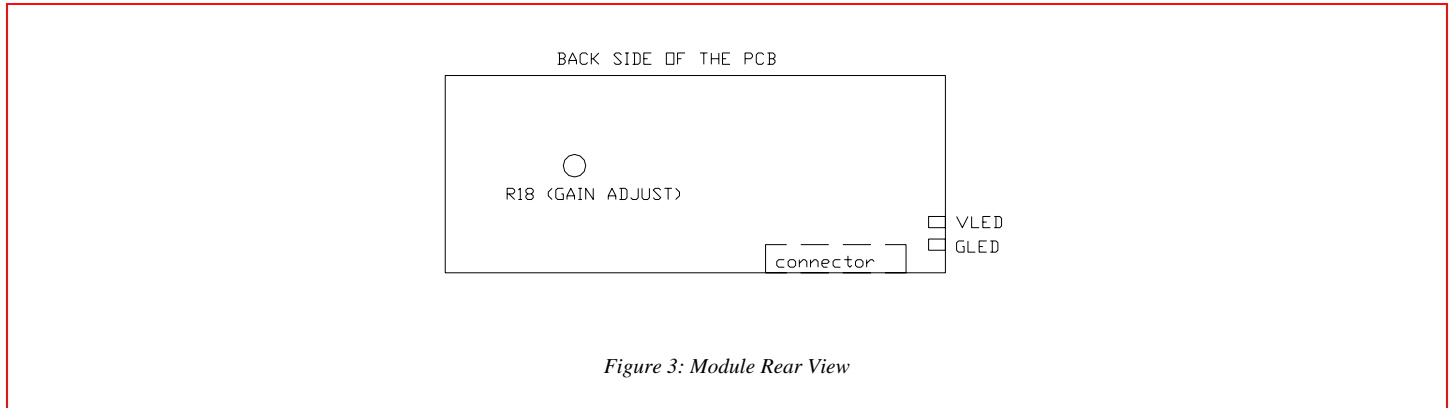 BACK SIDE OF THE PCB
R18 (GAIN ADJUST)
VLED
GLED
connector
Figure 3: Module Rear View